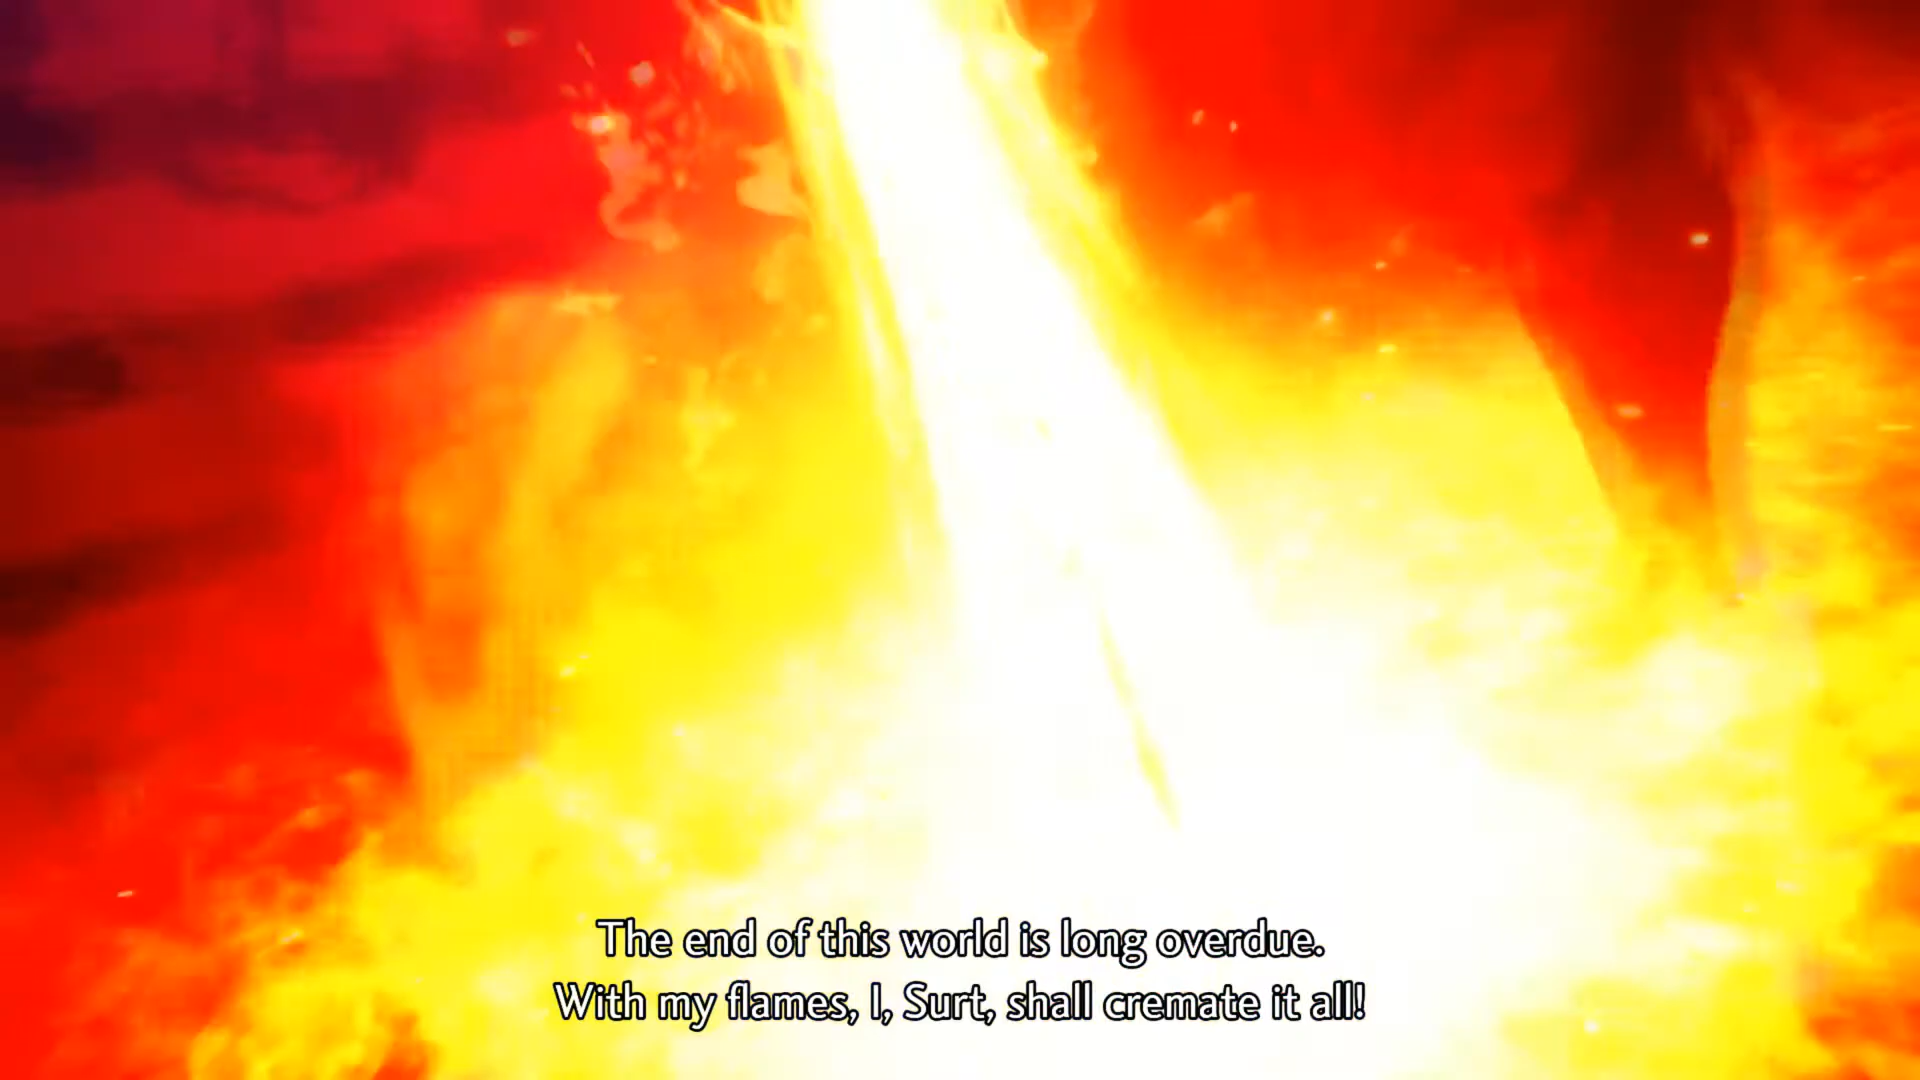 The end of this world is long overdue.
With my flames, I, Surt, shall cremate it all!